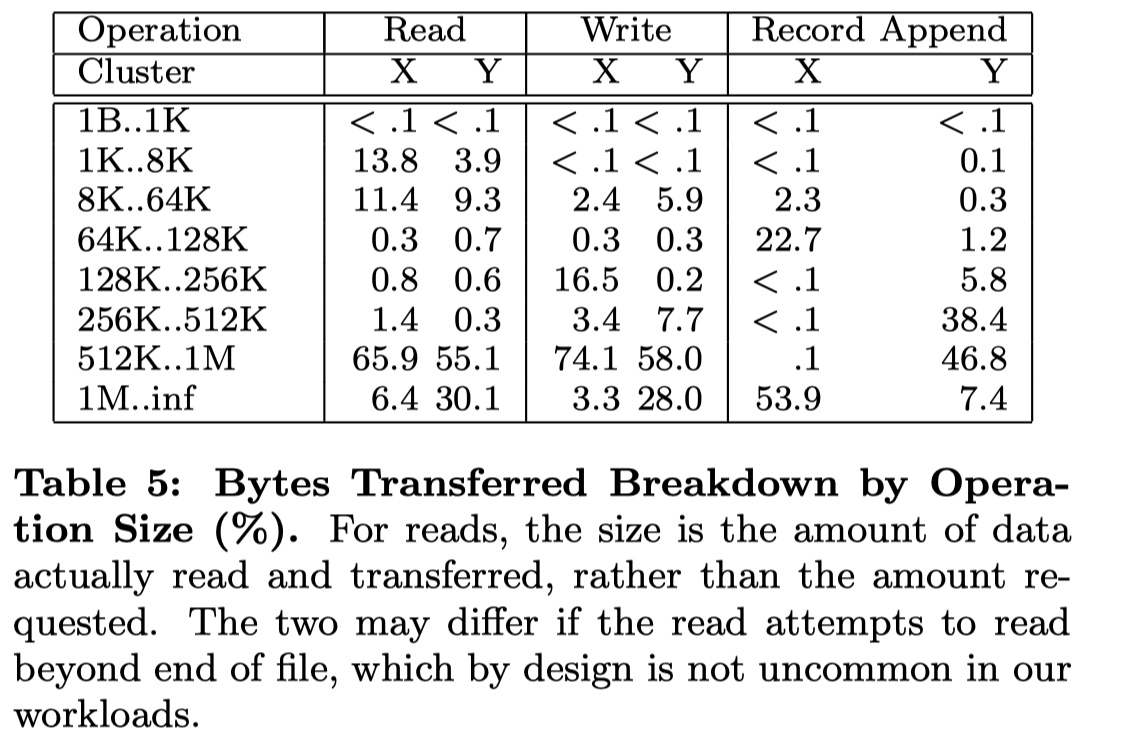 Operation Read Write Record Append
Cluster X Y X Y X Y
1B..1K < .1 < .1 < .1 < .1 < .1 < .1
1K..8K 13.8 3.9 < .1 < .1 < .1 0.1
8K..64K 11.4 9.3 2.4 5.9 2.3 0.3
64K..128K 0.3 0.7 0.3 0.3 22.7 1.2
128K..256K 0.8 0.6 16.5 0.2 < .1 5.8
256K..512K 1.4 0.3 3.4 7.7 < .1 38.4
512K..1M 65.9 55.1 74.1 58.0 .1 46.8
1M..inf 6.4 30.1 3.3 28.0 53.9 7.4
Table 5: Bytes Transferred Breakdown by Opera-
tion Size (%). For reads, the size is the amount of data
actually read and transferred, rather than the amount re-
quested. The two may differ if the read attempts to read
beyond end of file, which by design is not uncommon in our
workloads.